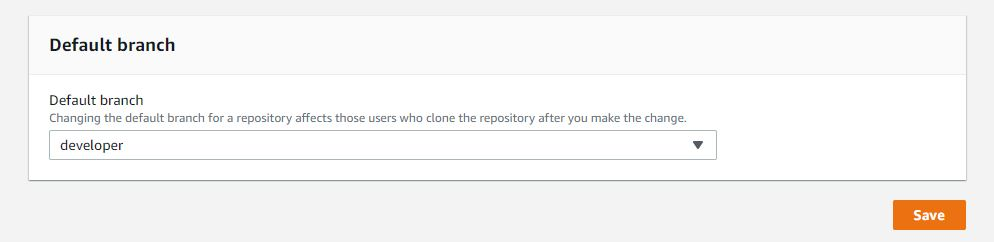 Default branch
Default branch
Changing the default branch for a repository affects those users who clone the repository after you make the change.
developer
Save